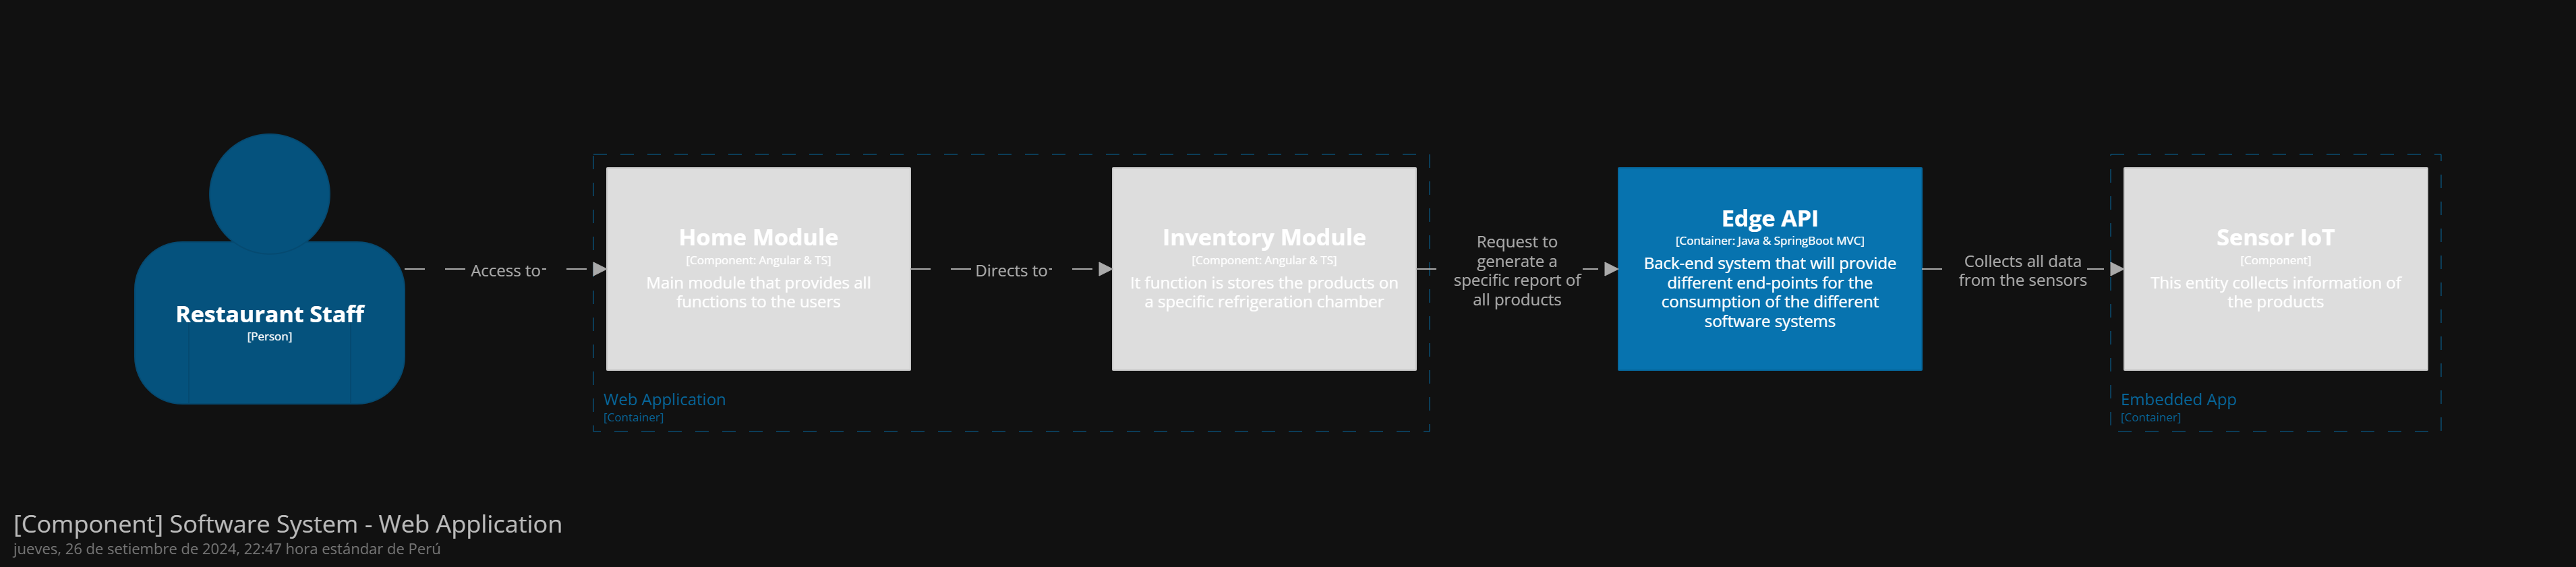 Restaurant Staff
[Person]
Access to
Home Module
[Component: Angular & TS]
Main module that provides all
functions to the users
Directs to
Inventory Module
[Component: Angular & TS]
It function is stores the products on
a specific refrigeration chamber
Web Application
[Container]
Request to
generate a
specific report of
all products
Edge API
[Container: Java & SpringBoot MVC]
Back-end system that will provide
different end-points for the
consumption of the different
software systems
Collects all data
from the sensors
Sensor IoT
[Component]
This entity collects information of
the products
Embedded App
[Container]
[Component] Software System - Web Application
jueves, 26 de setiembre de 2024, 22:47 hora estándar de Perú